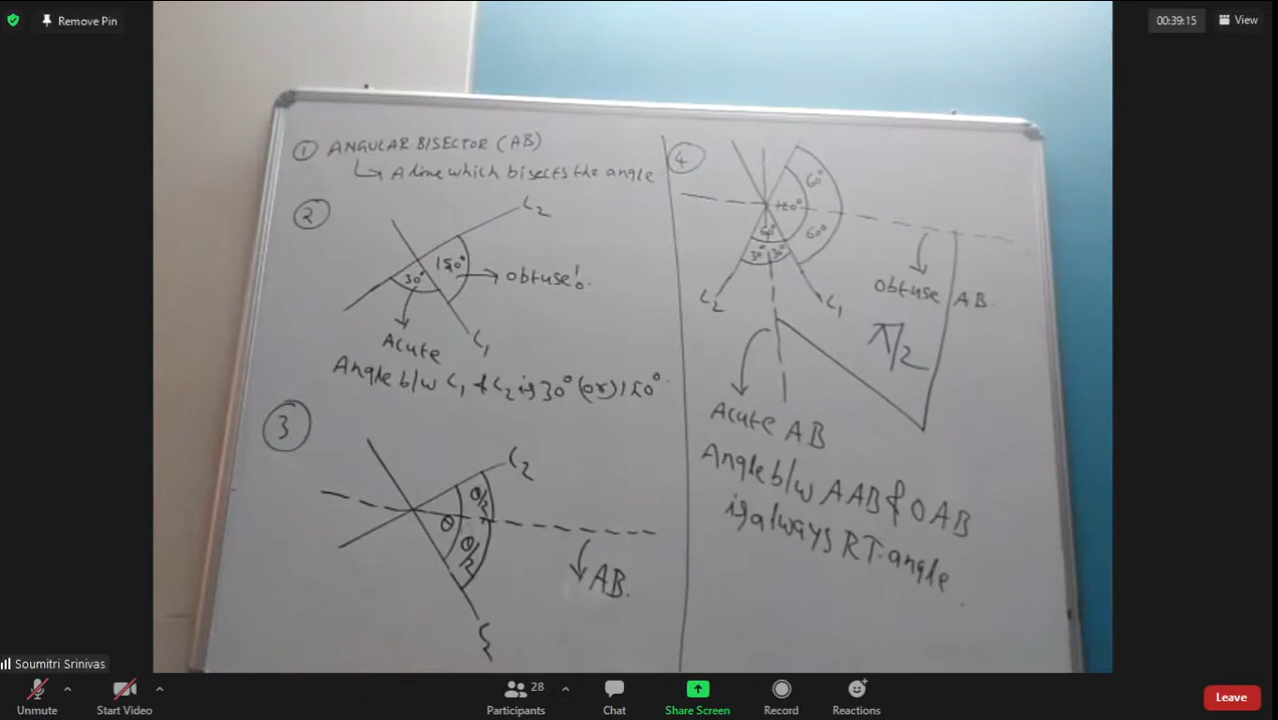 Remove Pin
00:39:15
View
① ANGULAR BISECTOR (AB)
↳ A line which bisects the angle
②
L2
30°
150°
obtuse!
Acute
L1
Angle b/w L1 & L2 is 30° (or) 150°
③
L2
θ
θ/2
θ/2
AB.
④
60°
120°
60°
60°
30°
30°
L2
L1
obtuse AB.
π/2
Acute AB
Angle b/w AAB & OAB
is always RT. angle
Soumitri Srinivas
Unmute
Start Video
28
Participants
Chat
Share Screen
Record
Reactions
Leave